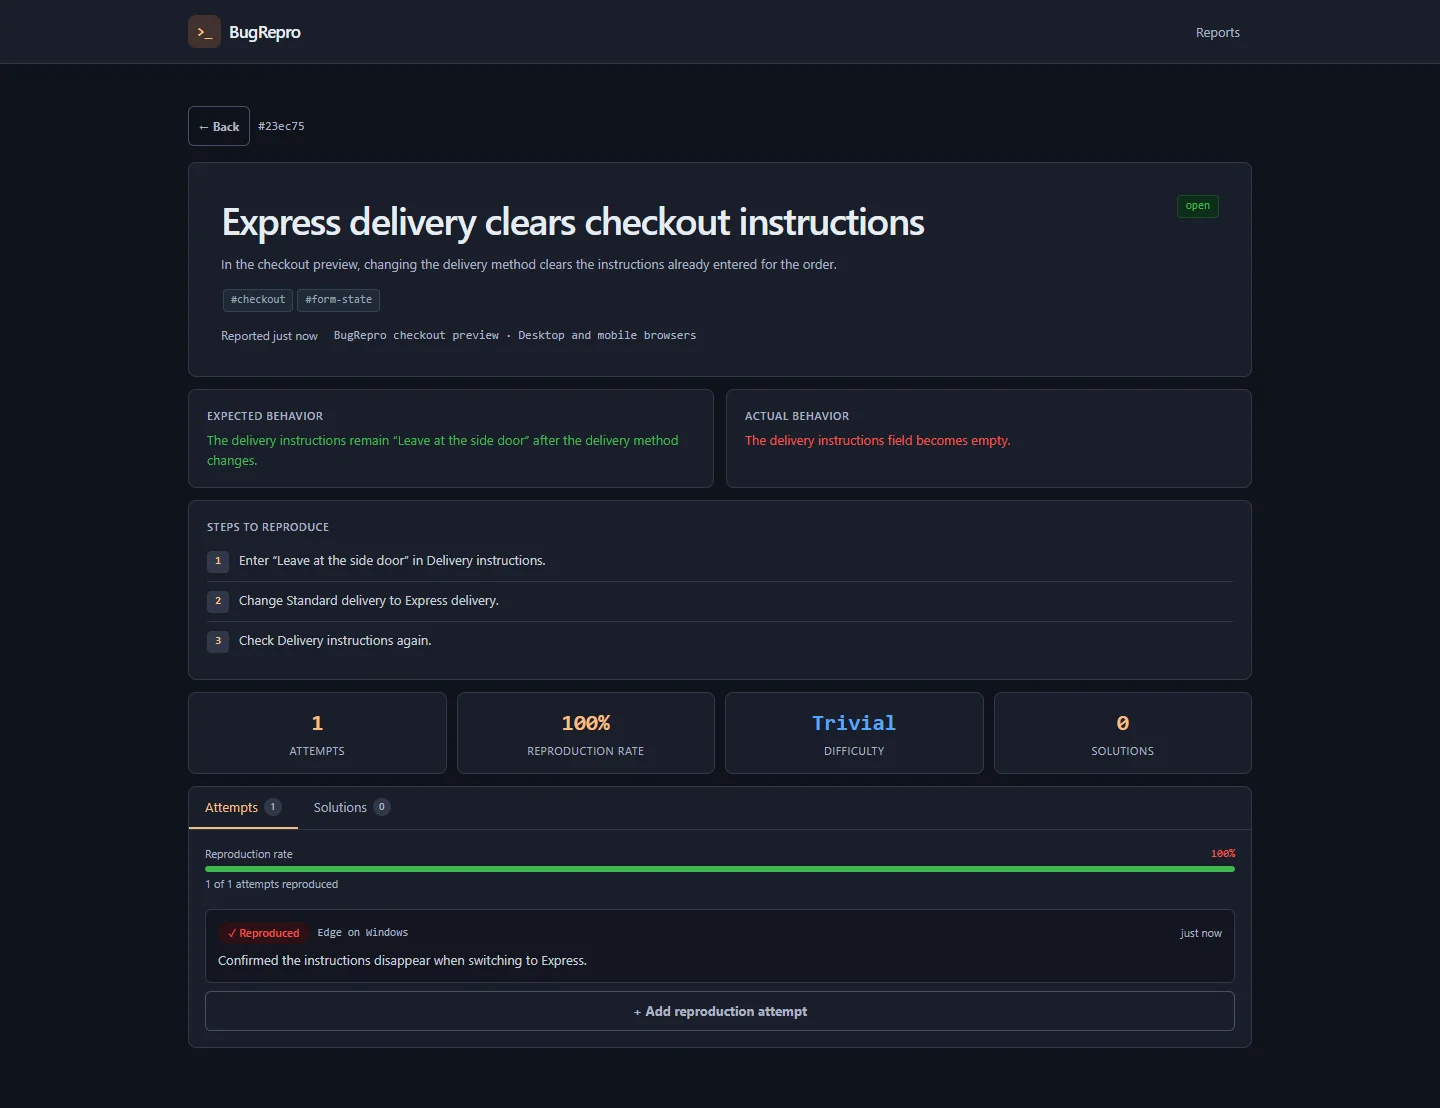 >_ BugRepro
Reports
← Back
#23ec75
Express delivery clears checkout instructions
open
In the checkout preview, changing the delivery method clears the instructions already entered for the order.
#checkout #form-state
Reported just now BugRepro checkout preview · Desktop and mobile browsers
EXPECTED BEHAVIOR
The delivery instructions remain “Leave at the side door” after the delivery method
changes.
ACTUAL BEHAVIOR
The delivery instructions field becomes empty.
STEPS TO REPRODUCE
1 Enter “Leave at the side door” in Delivery instructions.
2 Change Standard delivery to Express delivery.
3 Check Delivery instructions again.
1
ATTEMPTS
100%
REPRODUCTION RATE
Trivial
DIFFICULTY
0
SOLUTIONS
Attempts 1
Solutions 0
Reproduction rate
100%
1 of 1 attempts reproduced
✓ Reproduced Edge on Windows
just now
Confirmed the instructions disappear when switching to Express.
+ Add reproduction attempt